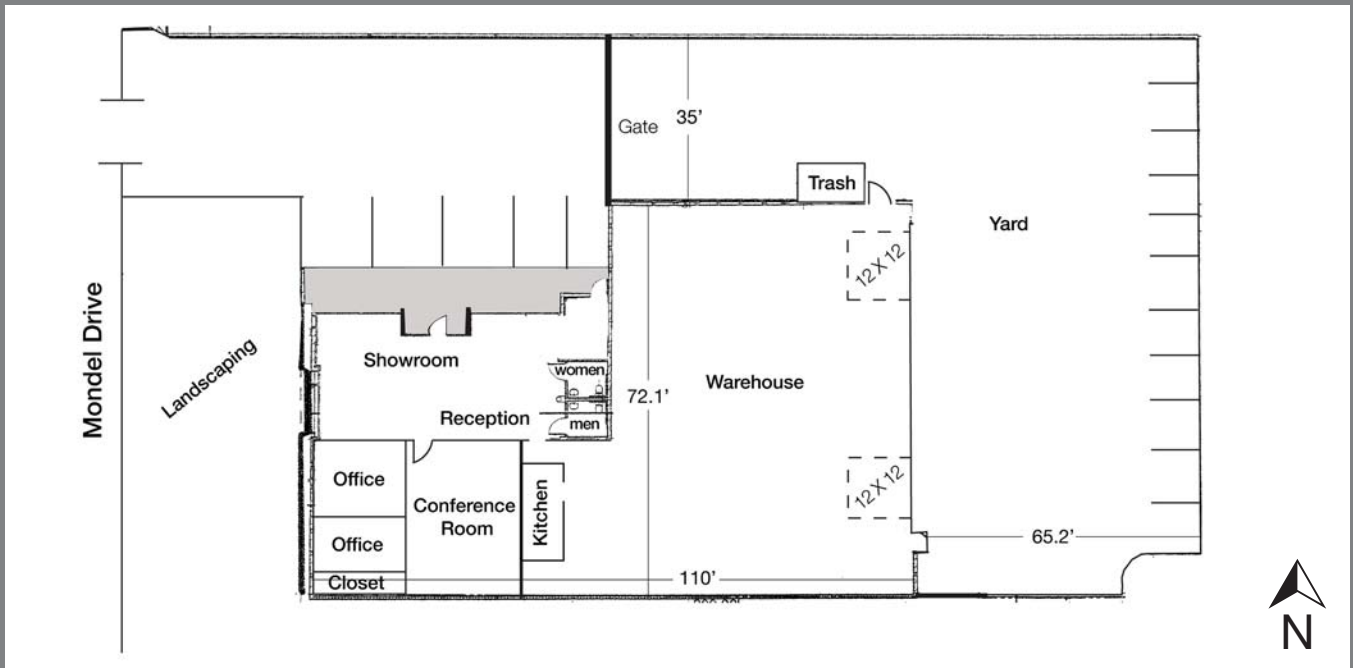 Gate
35’
Trash
Yard
12 X 12
Mondel Drive
Landscaping
Showroom
women
Warehouse
72.1’
Reception
men
Office
Conference
Room
Kitchen
12 X 12
Office
65.2’
Closet
110’
N